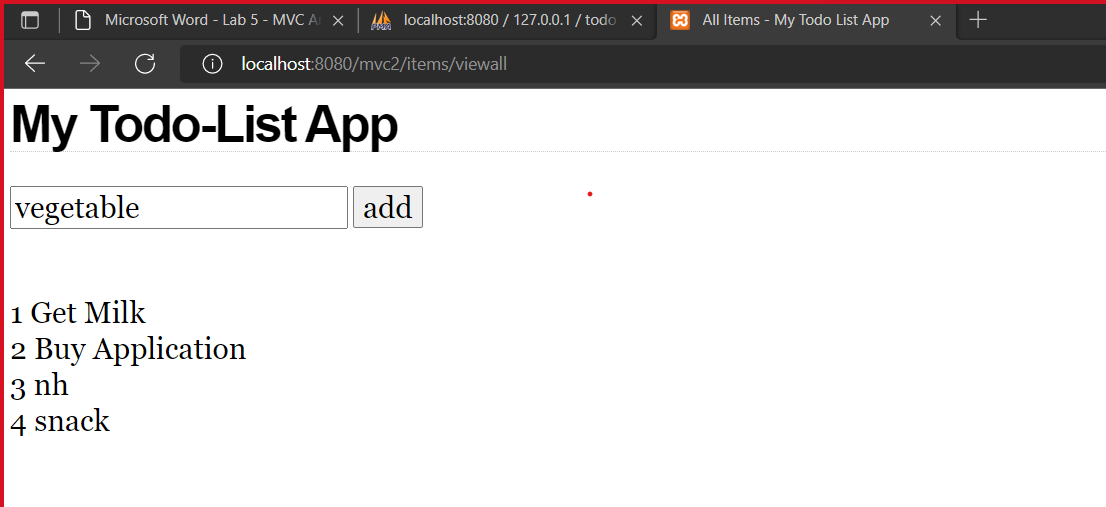 Microsoft Word - Lab 5 - MVC A
localhost:8080 / 127.0.0.1 / todo
All Items - My Todo List App
localhost:8080/mvc2/items/viewall
My Todo-List App
vegetable
add
1 Get Milk
2 Buy Application
3 nh
4 snack